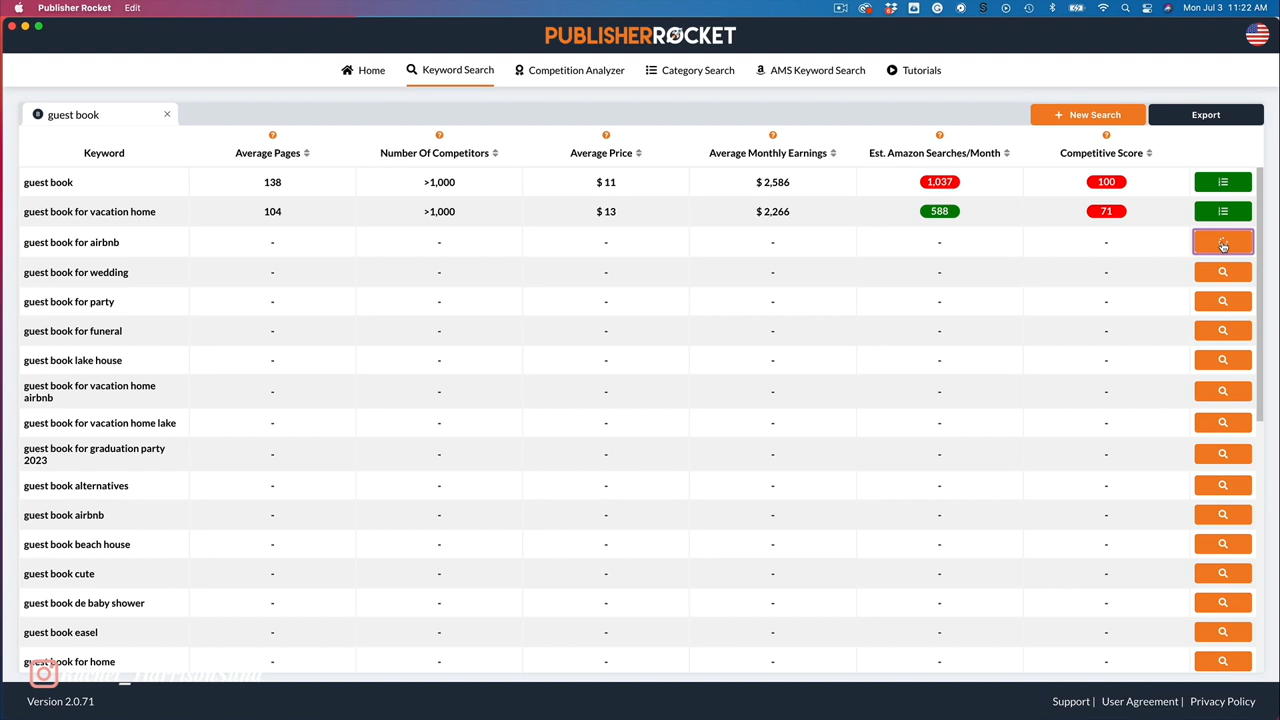 Publisher Rocket Edit Mon Jul 3 11:22 AM
PUBLISHERROCKET
Home Keyword Search Competition Analyzer Category Search AMS Keyword Search Tutorials
guest book × + New Search Export
Keyword Average Pages Number Of Competitors Average Price Average Monthly Earnings Est. Amazon Searches/Month Competitive Score
guest book 138 >1,000 $ 11 $ 2,586 1,037 100
guest book for vacation home 104 >1,000 $ 13 $ 2,266 588 71
guest book for airbnb - - - - - -
guest book for wedding - - - - - -
guest book for party - - - - - -
guest book for funeral - - - - - -
guest book lake house - - - - - -
guest book for vacation home
airbnb - - - - - -
guest book for vacation home lake - - - - - -
guest book for graduation party
2023 - - - - - -
guest book alternatives - - - - - -
guest book airbnb - - - - - -
guest book beach house - - - - - -
guest book cute - - - - - -
guest book de baby shower - - - - - -
guest book easel - - - - - -
guest book for home - - - - - -
Version 2.0.71 Support | User Agreement | Privacy Policy